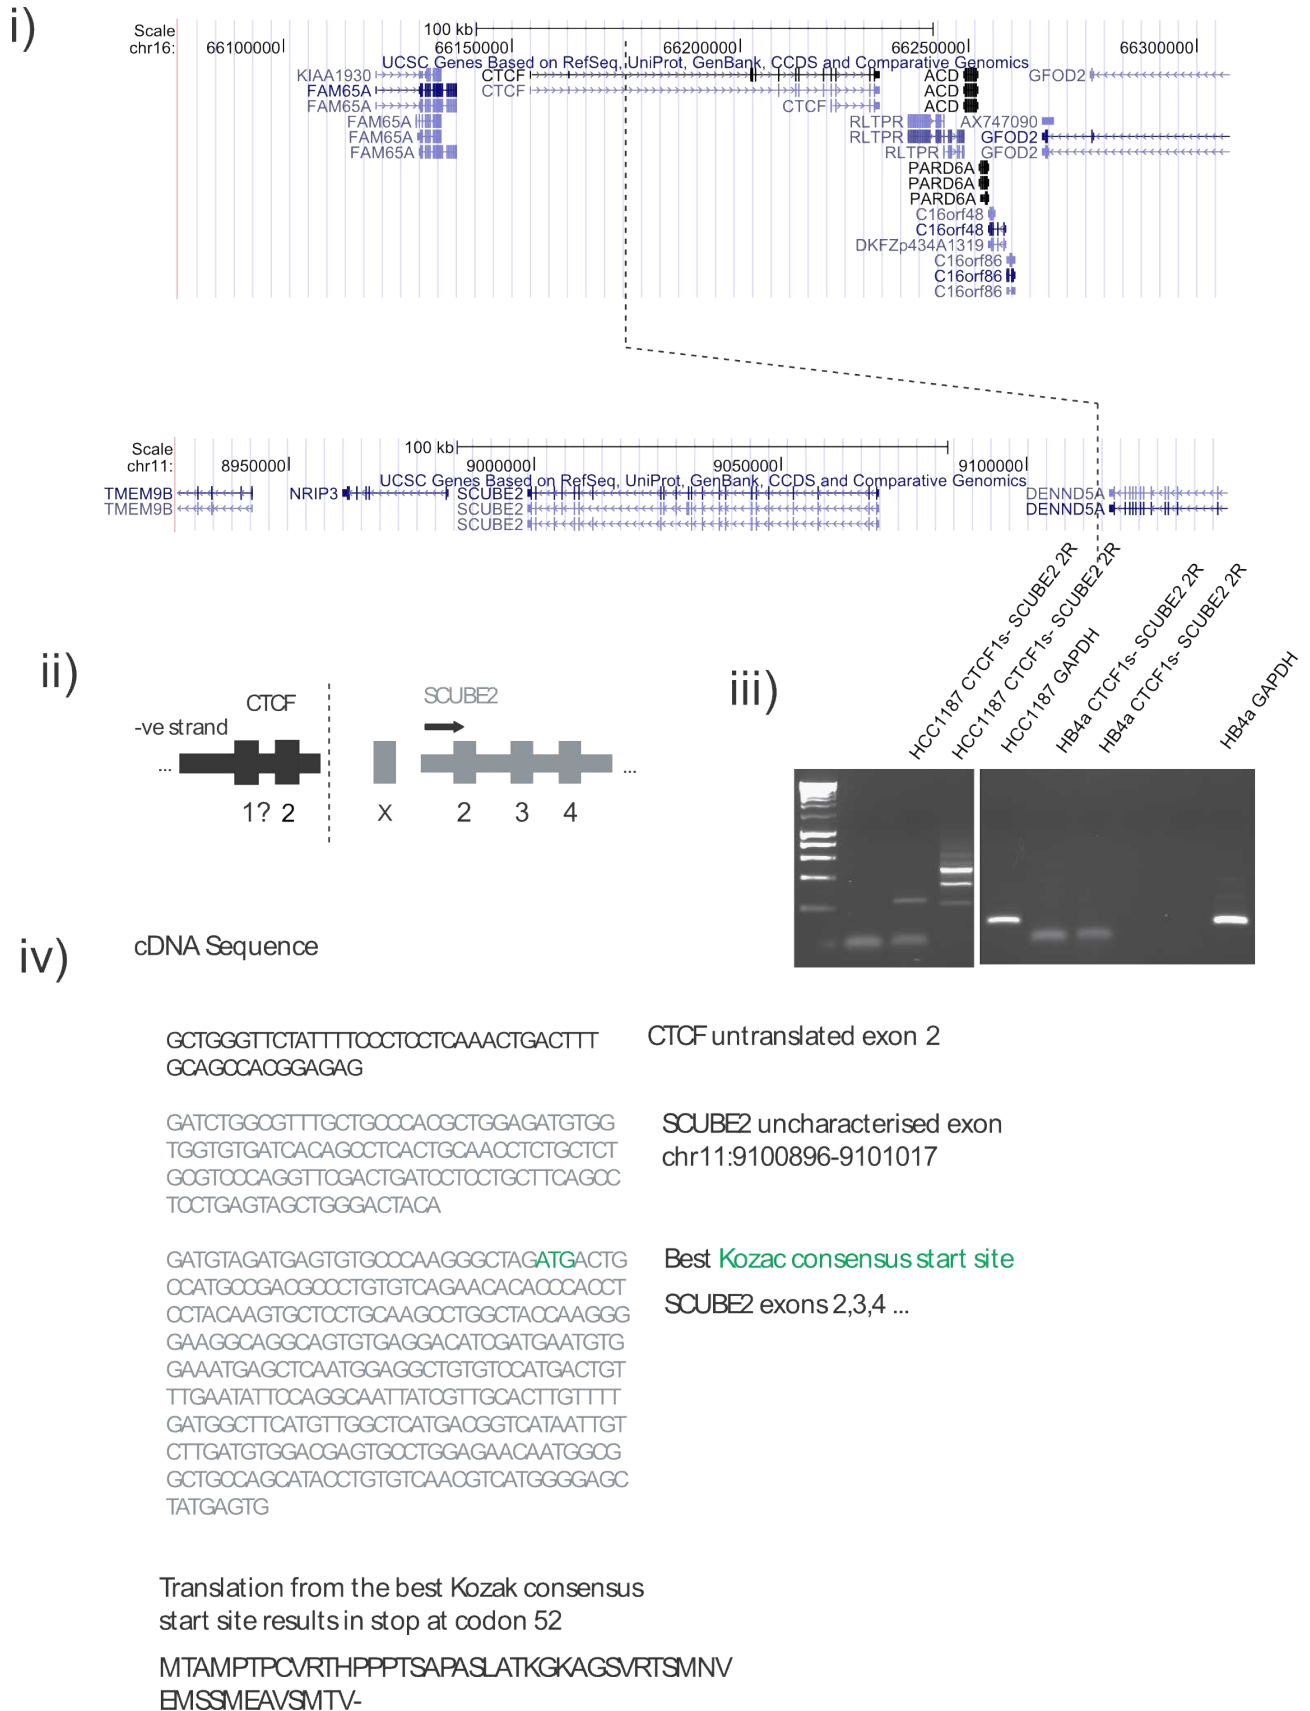 i)
Scale 100 kb
chr16: 66100000 66150000 66200000 66250000 66300000
UCSC Genes Based on RefSeq, UniProt, GenBank, CCDS and Comparative Genomics
KIAA1930 CTCF ACD GFOD2
FAM65A CTCF ACD
FAM65A CTCF ACD
FAM65A RLTPR AX747090
FAM65A RLTPR GFOD2
FAM65A RLTPR GFOD2
PARD6A
PARD6A
PARD6A
C16orf48
C16orf48
DKFZp434A1319
C16orf86
C16orf86
C16orf86
Scale 100 kb
chr11: 8950000 9000000 9050000 9100000
UCSC Genes Based on RefSeq, UniProt, GenBank, CCDS and Comparative Genomics
TMEM9B NRIP3 SCUBE2 DENND5A
TMEM9B SCUBE2 DENND5A
SCUBE2
ii)
CTCF
SCUBE2
-ve strand
... ...
1? 2 X 2 3 4
iii)
HCC1187 CTCF1s- SCUBE2 2R
HCC1187 CTCF1s- SCUBE2 2R
HCC1187 GAPDH
HB4a CTCF1s- SCUBE2 2R
HB4a CTCF1s- SCUBE2 2R
HB4a GAPDH
iv)
cDNA Sequence
GCTGGGTTCTATTTTCCCTCCTCAAACTGACTTT
GCAGCCACGGAGAG
CTCF untranslated exon 2
GATCTGGCGTTTGCTGCCCACGCTGGAGATGTGG
TGGTGTGATCACAGCCTCACTGCAACCTCTGCTCT
GCGTCCCAGGTTCGACTGATCCTCCTGCTTCAGCC
TCCTGAGTAGCTGGGACTACA
SCUBE2 uncharacterised exon
chr11:9100896-9101017
GATGTAGATGAGTGTGCCCAAGGGCTAGATGACTG
CCATGCCGACGCCCTGTGTCAGAACACACCCACCT
CCTACAAGTGCTCCTGCAAGCCTGGCTACCAAGGG
GAAGGCAGGCAGTGTGAGGACATCGATGAATGTG
GAAATGAGCTCAATGGAGGCTGTGTCCATGACTGT
TTGAATATTCCAGGCAATTATCGTTGCACTTGTTTT
GATGGCTTCATGTTGGCTCATGACGGTCATAATTGT
CTTGATGTGGACGAGTGCCTGGAGAACAATGGCG
GCTGCCAGCATACCTGTGTCAACGTCATGGGGAGC
TATGAGTG
Best Kozac consensus start site
SCUBE2 exons 2,3,4 ...
Translation from the best Kozak consensus
start site results in stop at codon 52
MTAMPTPCVRTHPPPTSAPASLATKGKAGSVRTSMNV
EMSSMEAVSMTV-